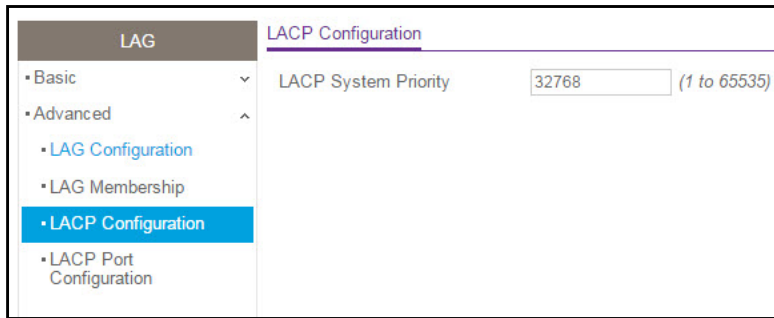 LAG
Basic
Advanced
LAG Configuration
LAG Membership
LACP Configuration
LACP Port
Configuration
LACP Configuration
LACP System Priority 32768 (1 to 65535)